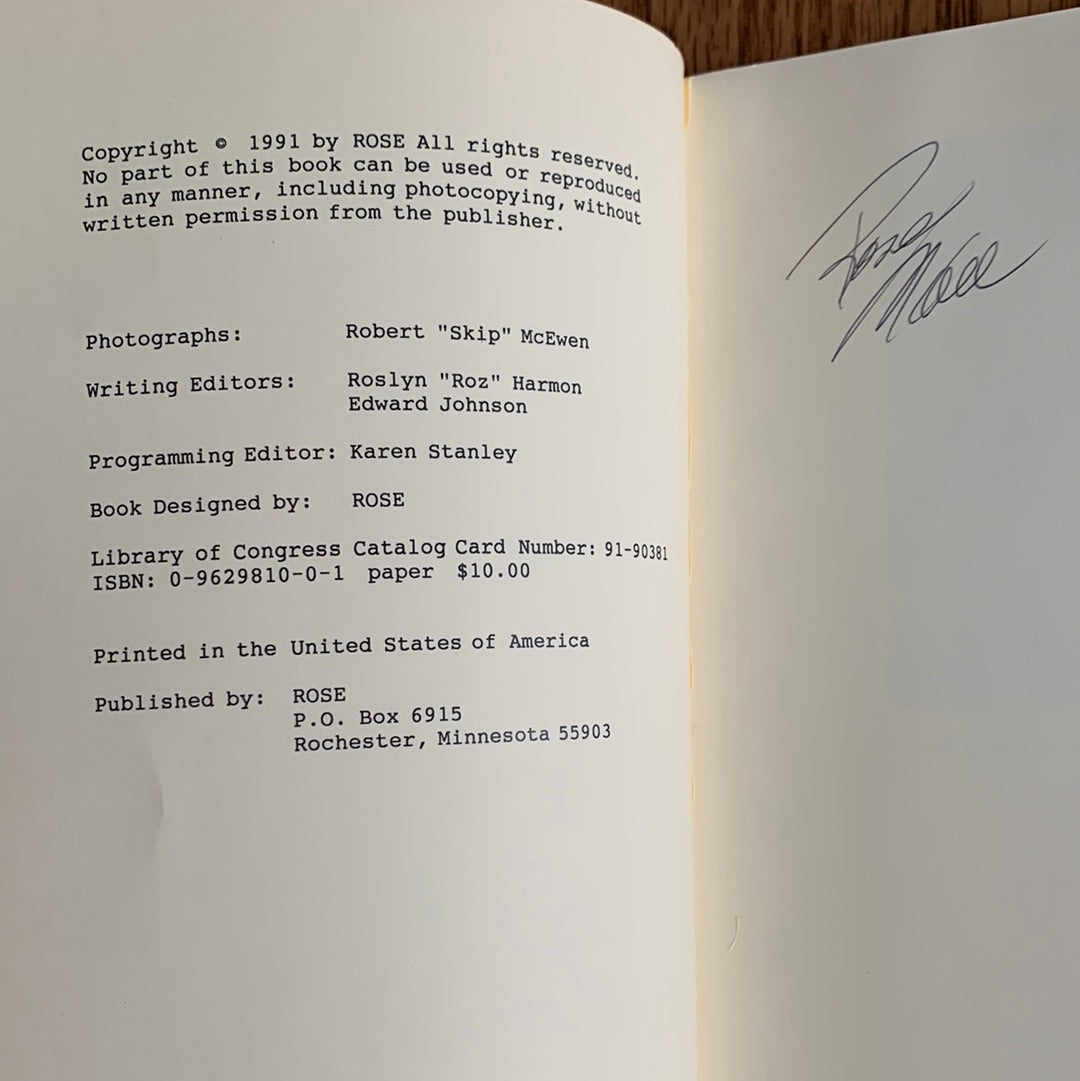 Copyright © 1991 by ROSE All rights reserved.
No part of this book can be used or reproduced
in any manner, including photocopying, without
written permission from the publisher.
Photographs: Robert "Skip" McEwen
Writing Editors: Roslyn "Roz" Harmon
Edward Johnson
Programming Editor: Karen Stanley
Book Designed by: ROSE
Library of Congress Catalog Card Number: 91-90381
ISBN: 0-9629810-0-1 paper $10.00
Printed in the United States of America
Published by: ROSE
P.O. Box 6915
Rochester, Minnesota 55903
Rose